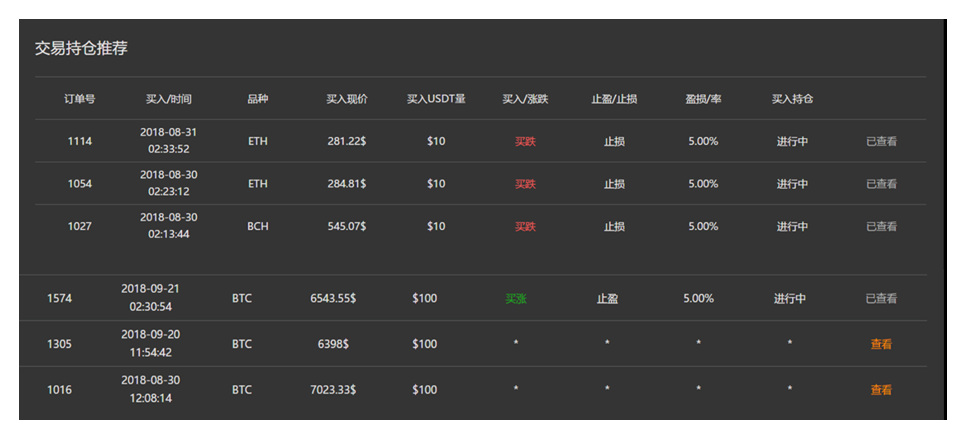 交易持仓推荐
订单号 买入/时间 品种 买入现价 买入USDT量 买入/涨跌 止盈/止损 盈损/率 买入持仓
1114 2018-08-31 02:33:52 ETH 281.22$ $10 买跌 止损 5.00% 进行中 已查看
1054 2018-08-30 02:23:12 ETH 284.81$ $10 买跌 止损 5.00% 进行中 已查看
1027 2018-08-30 02:13:44 BCH 545.07$ $10 买跌 止损 5.00% 进行中 已查看
1574 2018-09-21 02:30:54 BTC 6543.55$ $100 买涨 止盈 5.00% 进行中 已查看
1305 2018-09-20 11:54:42 BTC 6398$ $100 * * * * 查看
1016 2018-08-30 12:08:14 BTC 7023.33$ $100 * * * * 查看